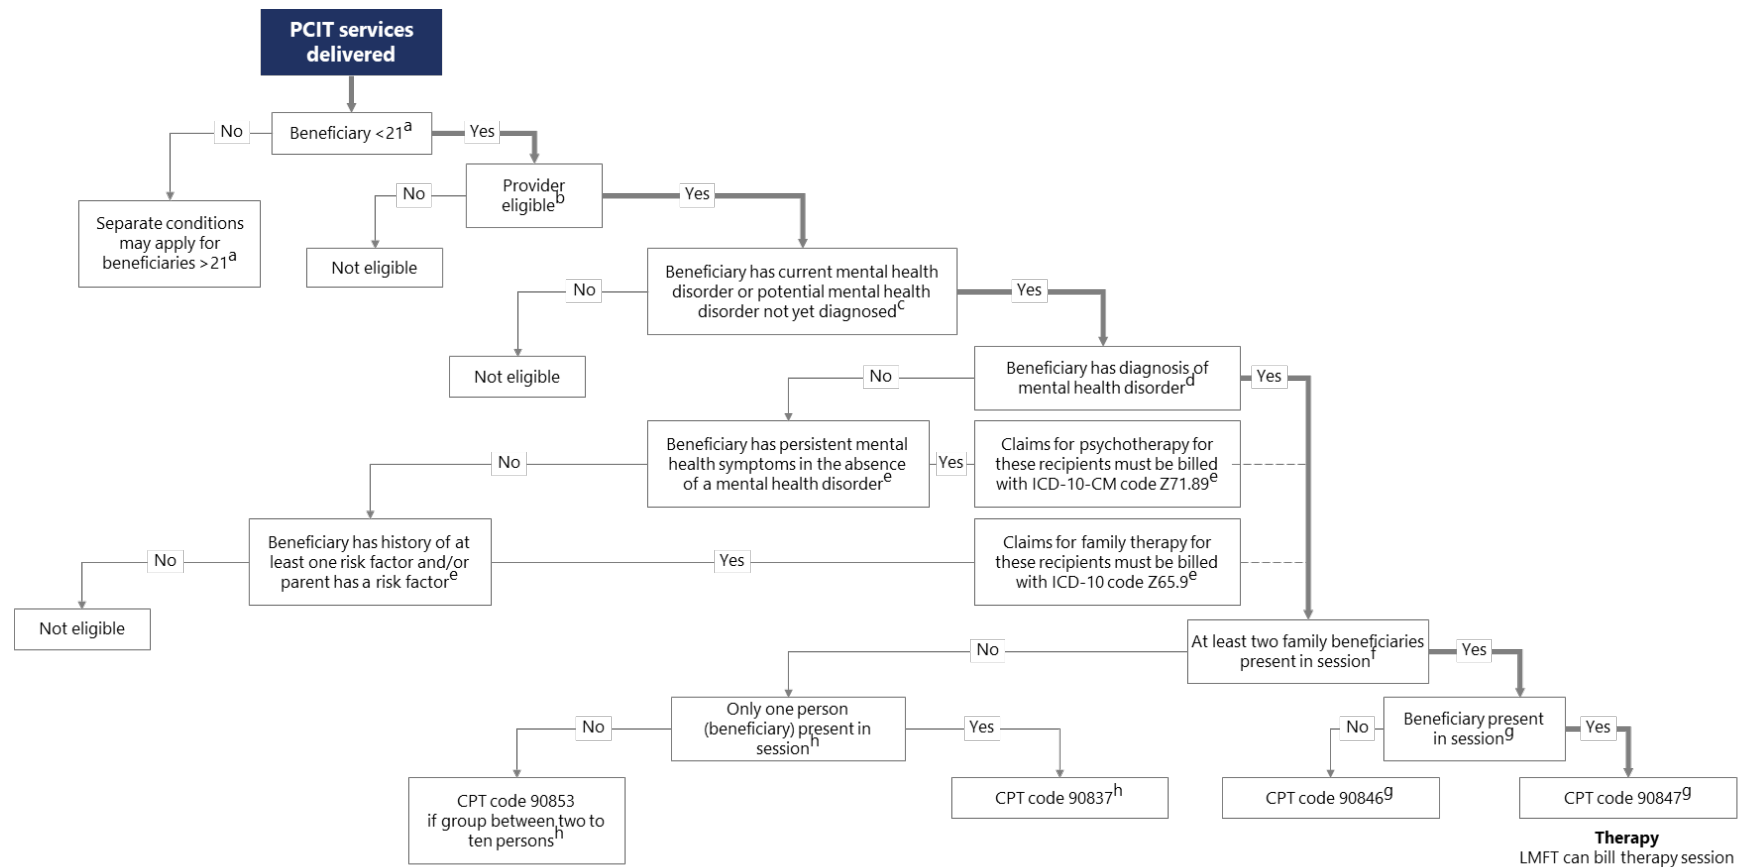 PCIT services
delivered
No
Beneficiary <21a
Yes
Separate conditions
may apply for
beneficiaries >21a
No
Provider
eligibleb
Yes
Not eligible
No
Beneficiary has current mental health
disorder or potential mental health
disorder not yet diagnosedc
Yes
Not eligible
No
Beneficiary has diagnosis of
mental health disorderd
Yes
No
Beneficiary has persistent mental
health symptoms in the absence
of a mental health disordere
Yes
Claims for psychotherapy for
these recipients must be billed
with ICD-10-CM code Z71.89e
No
Beneficiary has history of at
least one risk factor and/or
parent has a risk factore
Yes
Claims for family therapy for
these recipients must be billed
with ICD-10 code Z65.9e
Not eligible
No
At least two family beneficiaries
present in sessionf
Yes
No
Only one person
(beneficiary) present in
sessionh
Yes
No
Beneficiary present
in sessiong
Yes
CPT code 90853
if group between two to
ten personsh
CPT code 90837h
CPT code 90846g
CPT code 90847g
Therapy
LMFT can bill therapy session